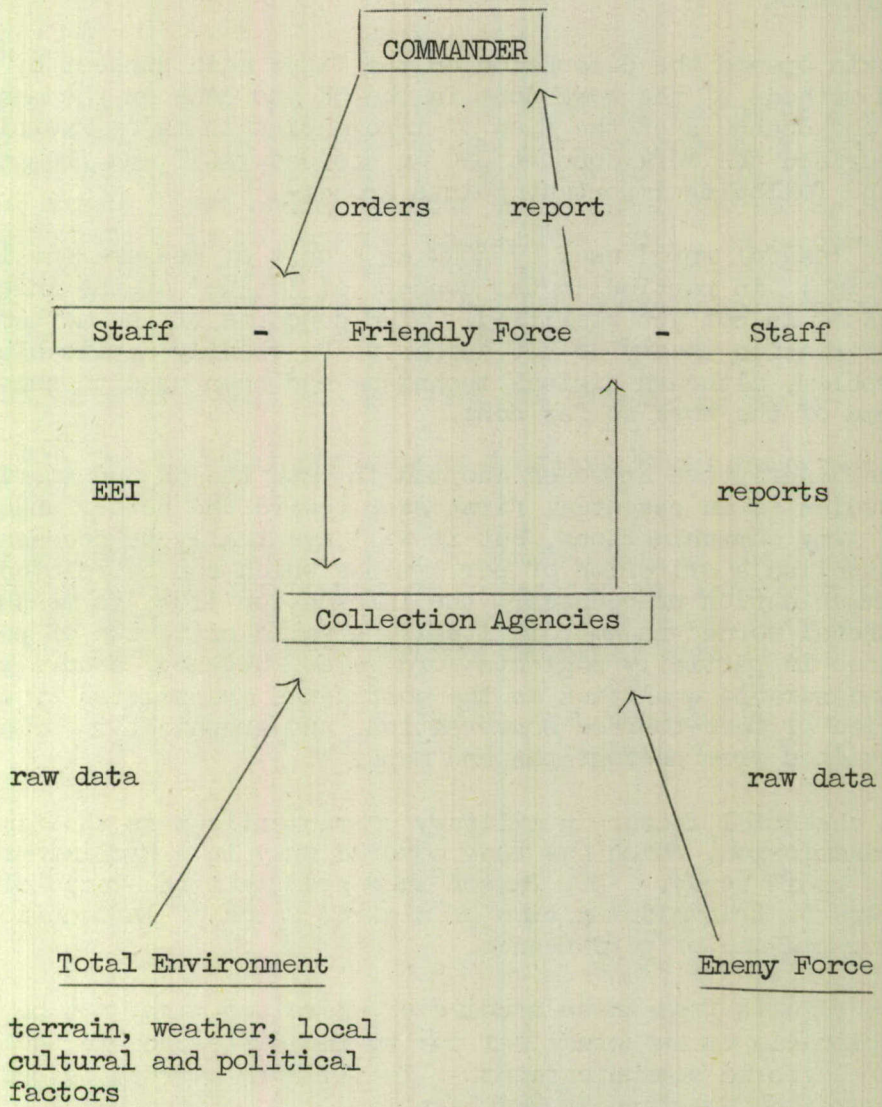 COMMANDER
orders report
Staff - Friendly Force - Staff
EEI reports
Collection Agencies
raw data raw data
Total Environment Enemy Force
terrain, weather, local
cultural and political
factors